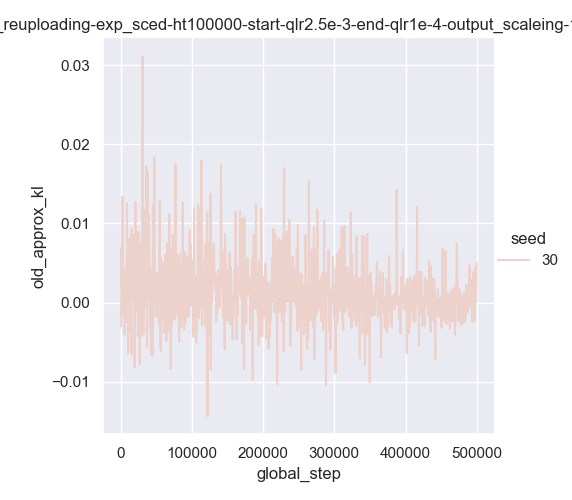 _reuploading-exp_sced-ht100000-start-qlr2.5e-3-end-qlr1e-4-output_scaleing-
0.03
0.02
0.01
0.00
−0.01
old_approx_kl
0 100000 200000 300000 400000 500000
global_step
seed
30